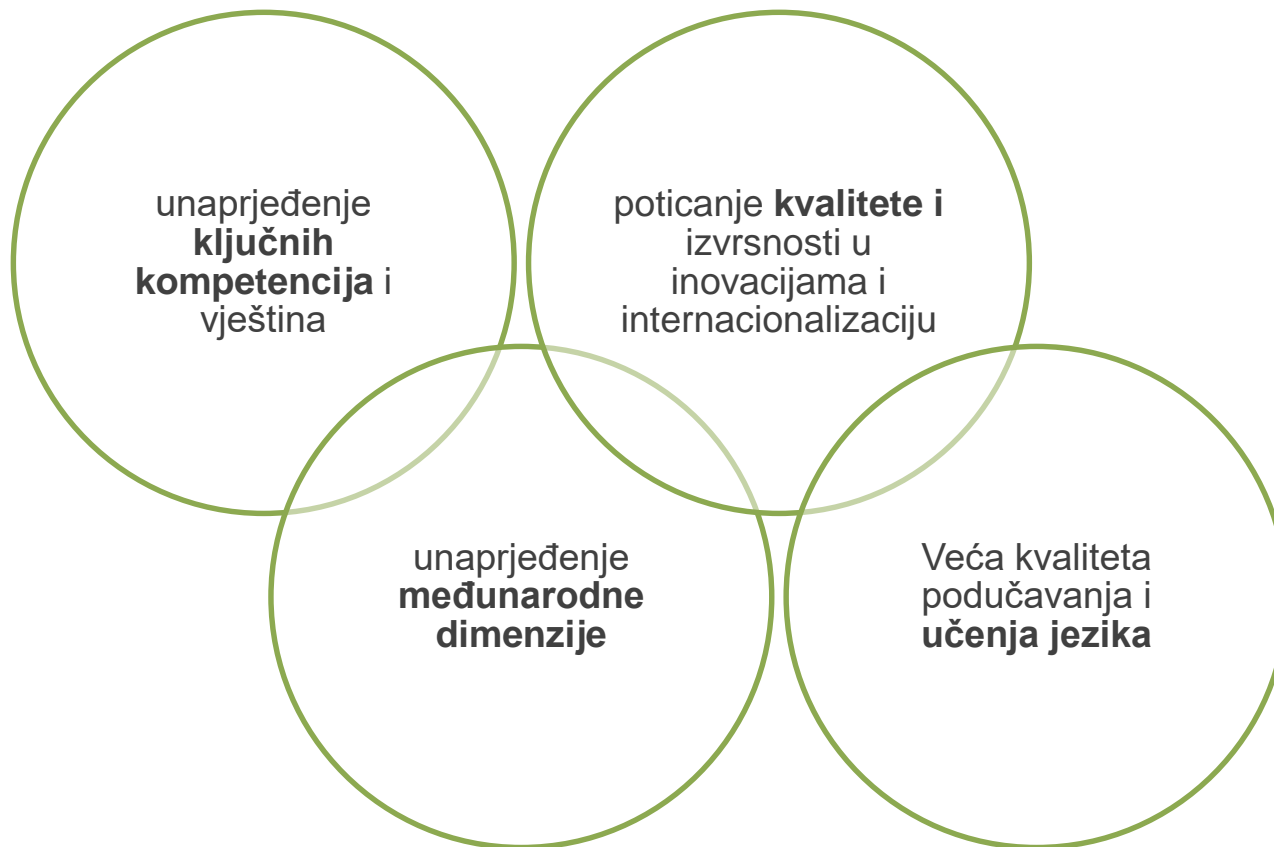 unaprjeđenje
ključnih
kompetencija i
vještina
poticanje kvalitete i
izvrsnosti u
inovacijama i
internacionalizaciju
unaprjeđenje
međunarodne
dimenzije
Veća kvaliteta
podučavanja i
učenja jezika